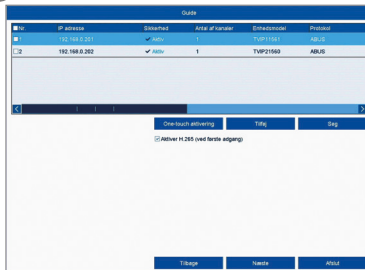 Guide
Nr. IP adresse Sikkerhed Antal af kanaler Enhedsmodel Protokol
1 192.168.0.201 Aktiv 1 TVIP11561 ABUS
2 192.168.0.202 Aktiv 1 TVIP21560 ABUS
One-touch aktivering Tilføj Søg
Aktiver H.265 (ved første adgang)
Tilbage Næste Afslut